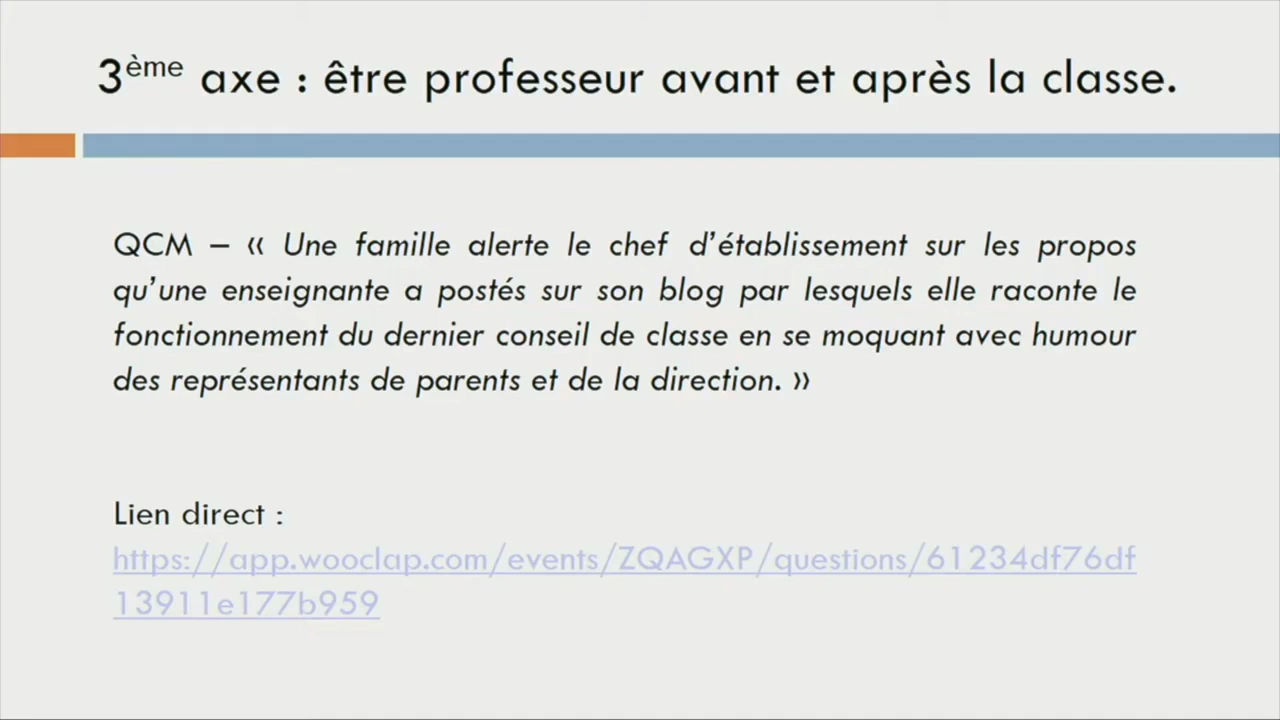 3ème axe : être professeur avant et après la classe.
QCM – « Une famille alerte le chef d’établissement sur les propos
qu’une enseignante a postés sur son blog par lesquels elle raconte le
fonctionnement du dernier conseil de classe en se moquant avec humour
des représentants de parents et de la direction. »
Lien direct :
https://app.wooclap.com/events/ZQAGXP/questions/61234df76df
13911e177b959